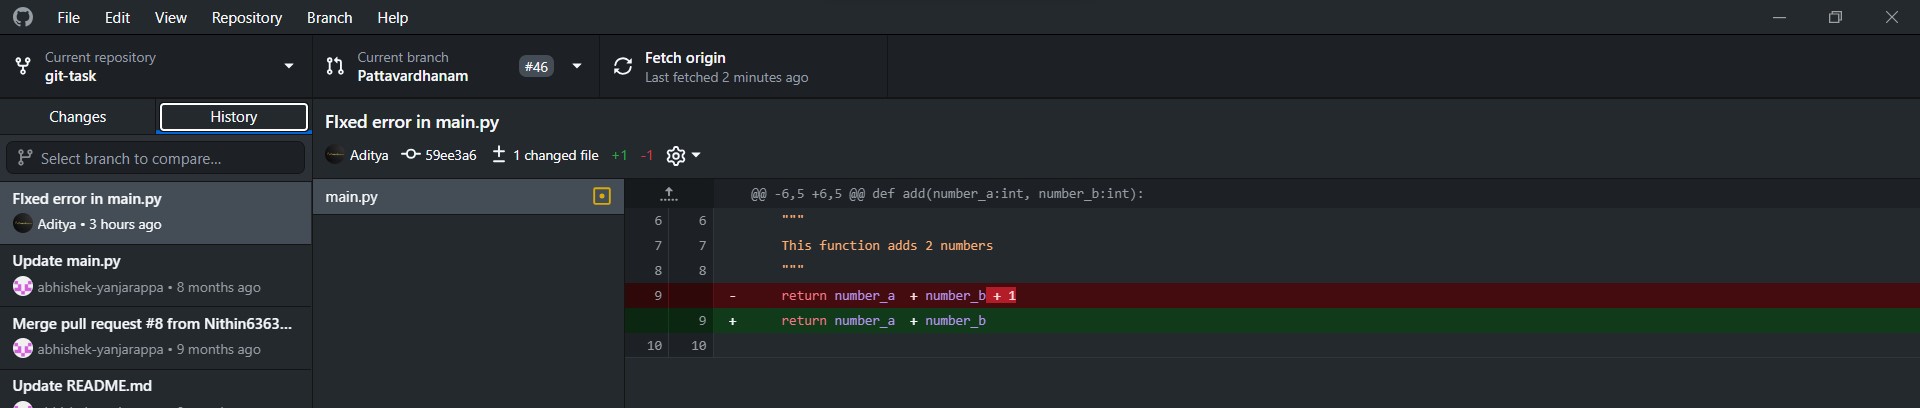 File Edit View Repository Branch Help
Current repository
git-task
Current branch
Pattavardhanam
#46
Fetch origin
Last fetched 2 minutes ago
Changes
History
Select branch to compare...
FIxed error in main.py
Aditya • 3 hours ago
Update main.py
abhishek-yanjarappa • 8 months ago
Merge pull request #8 from Nithin6363...
abhishek-yanjarappa • 9 months ago
Update README.md
FIxed error in main.py
Aditya 59ee3a6 1 changed file +1 -1
main.py
@@ -6,5 +6,5 @@ def add(number_a:int, number_b:int):
6 6 """
7 7 This function adds 2 numbers
8 8 """
9 - return number_a + number_b + 1
9 + return number_a + number_b
10 10